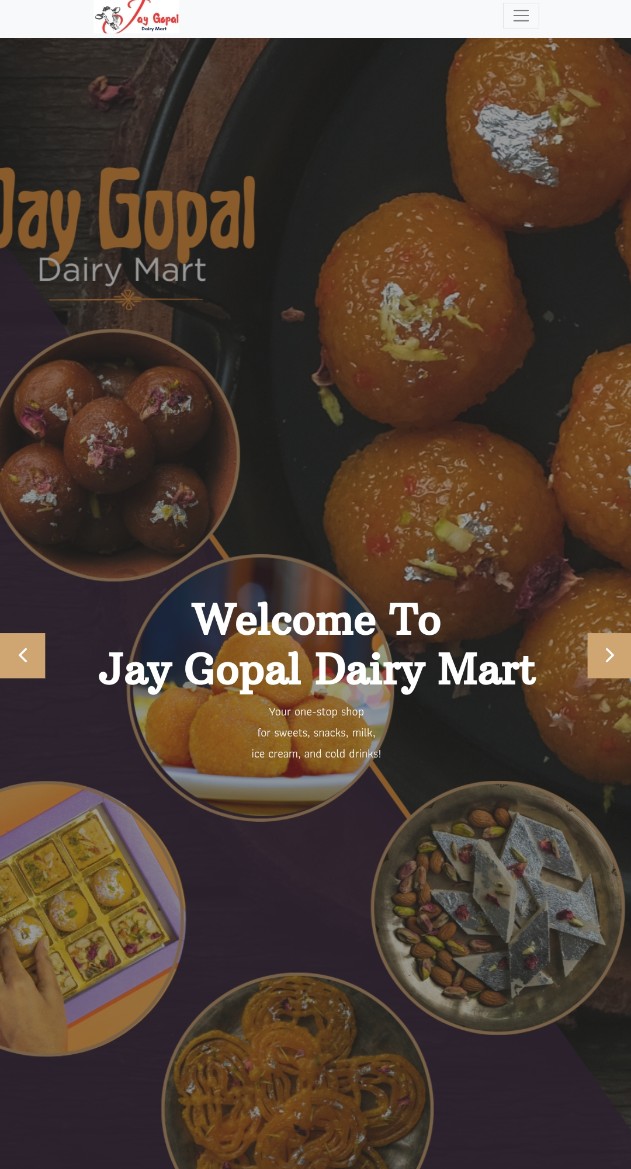 Jay Gopal
Dairy Mart
Jay Gopal
Dairy Mart
Welcome To
Jay Gopal Dairy Mart
Your one-stop shop
for sweets, snacks, milk,
ice cream, and cold drinks!